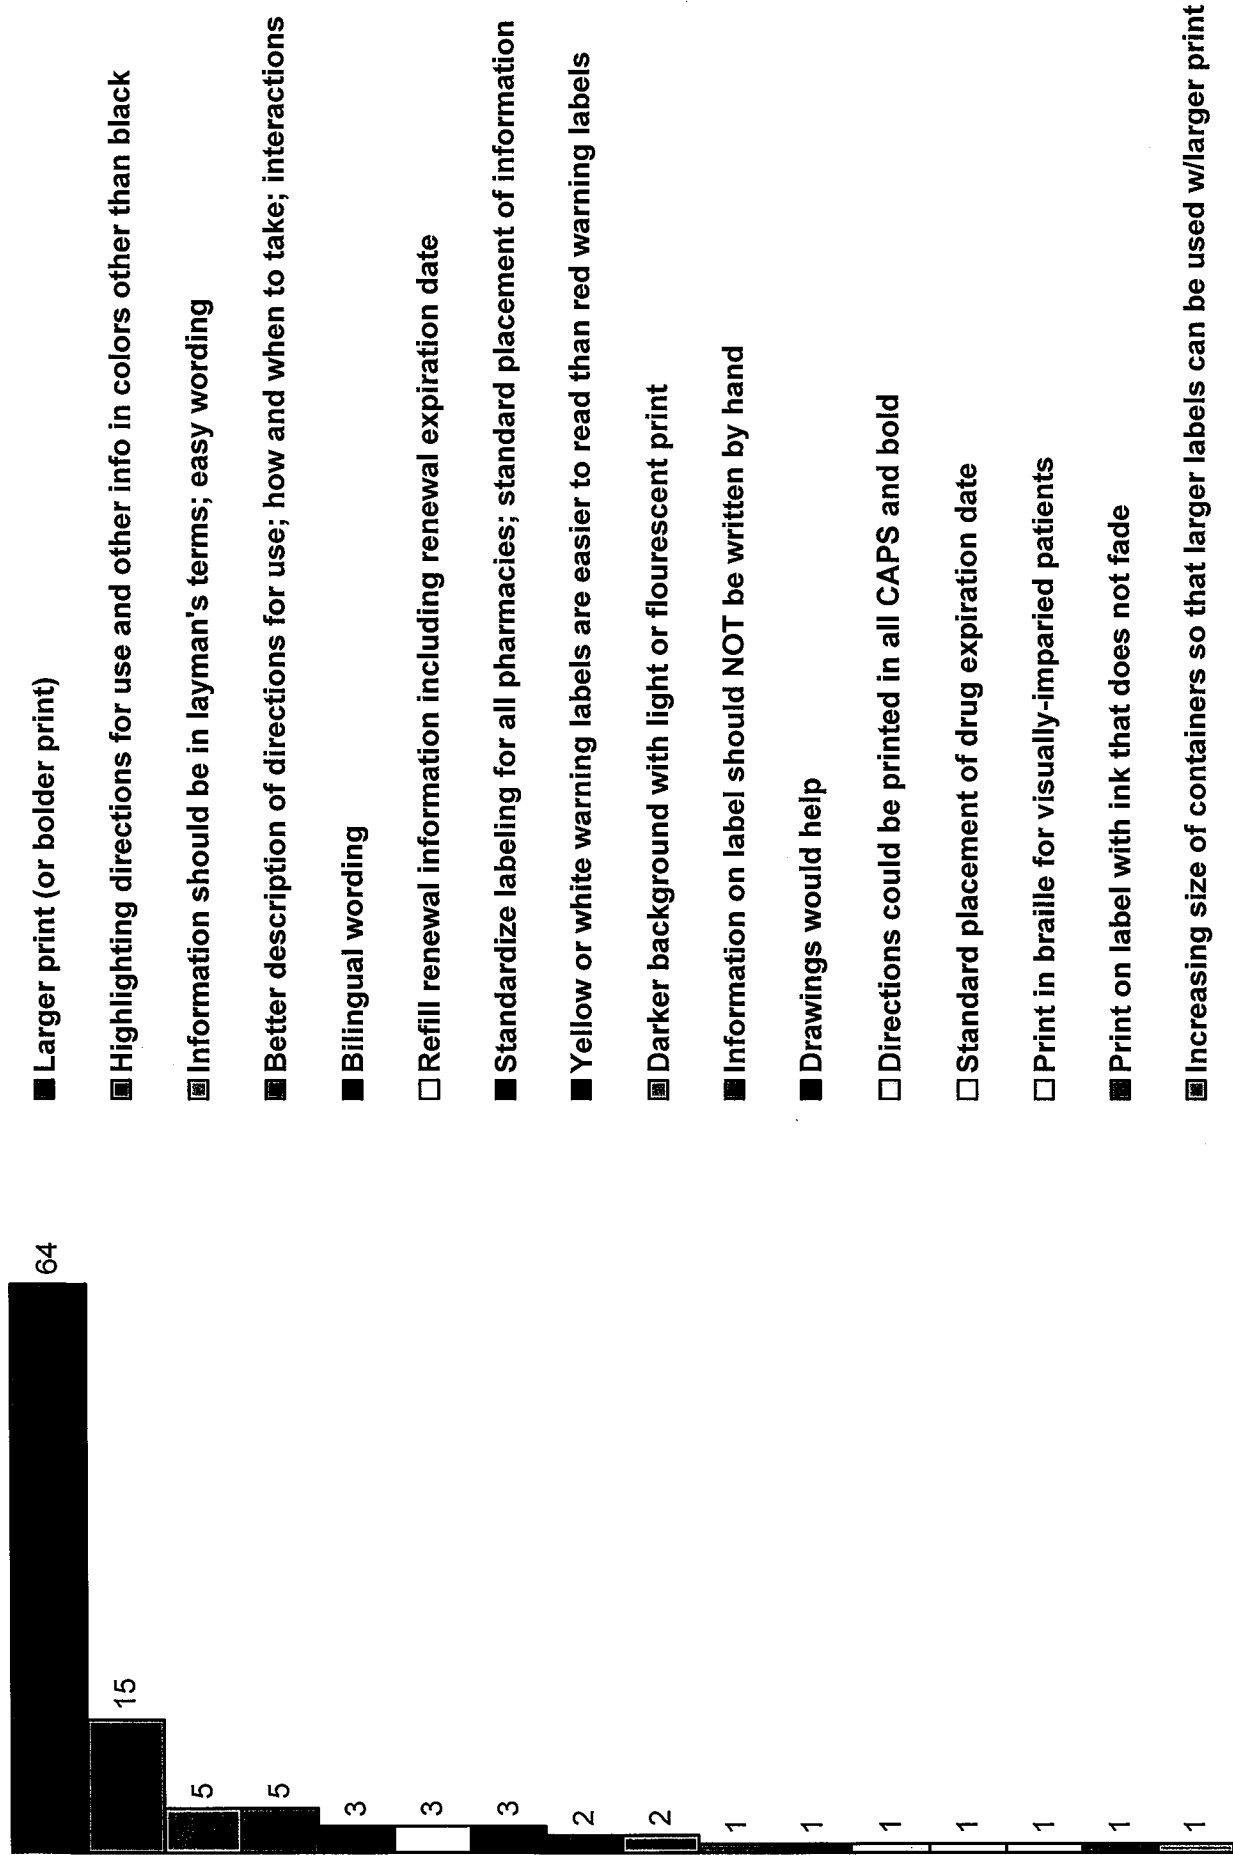 64
15
5
5
3
3
3
2
2
1
1
1
1
1
1
1
Larger print (or bolder print)
Highlighting directions for use and other info in colors other than black
Information should be in layman's terms; easy wording
Better description of directions for use; how and when to take; interactions
Bilingual wording
Refill renewal information including renewal expiration date
Standardize labeling for all pharmacies; standard placement of information
Yellow or white warning labels are easier to read than red warning labels
Darker background with light or flourescent print
Information on label should NOT be written by hand
Drawings would help
Directions could be printed in all CAPS and bold
Standard placement of drug expiration date
Print in braille for visually-imparied patients
Print on label with ink that does not fade
Increasing size of containers so that larger labels can be used w/larger print